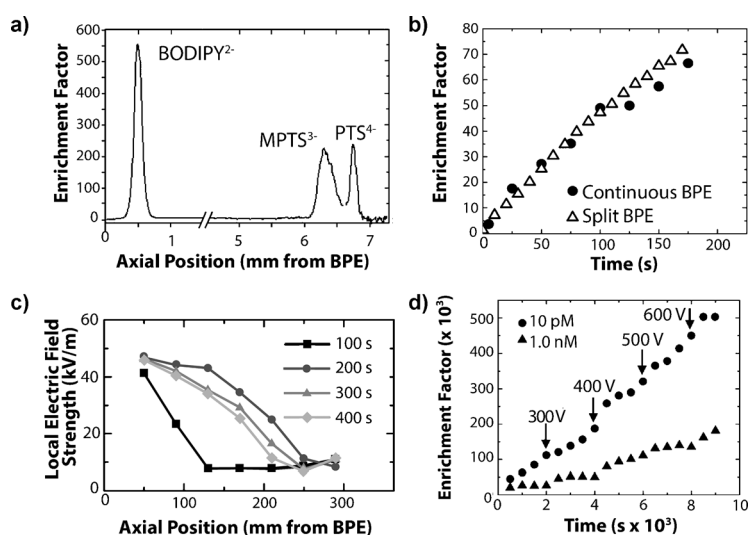 a)
Enrichment Factor
600
500
400
300
200
100
0
BODIPY²⁻
MPTS³⁻
PTS⁴⁻
1
5
6
7
Axial Position (mm from BPE)
b)
Enrichment Factor
80
70
60
50
40
30
20
10
0
Continuous BPE
Split BPE
0
50
100
150
200
Time (s)
c)
Local Electric Field
Strength (kV/m)
60
40
20
0
100 s
200 s
300 s
400 s
0
100
200
300
Axial Position (mm from BPE)
d)
Enrichment Factor (x 10³)
500
400
300
200
100
0
10 pM
1.0 nM
300 V
400 V
500 V
600 V
0
2
4
6
8
10
Time (s x 10³)